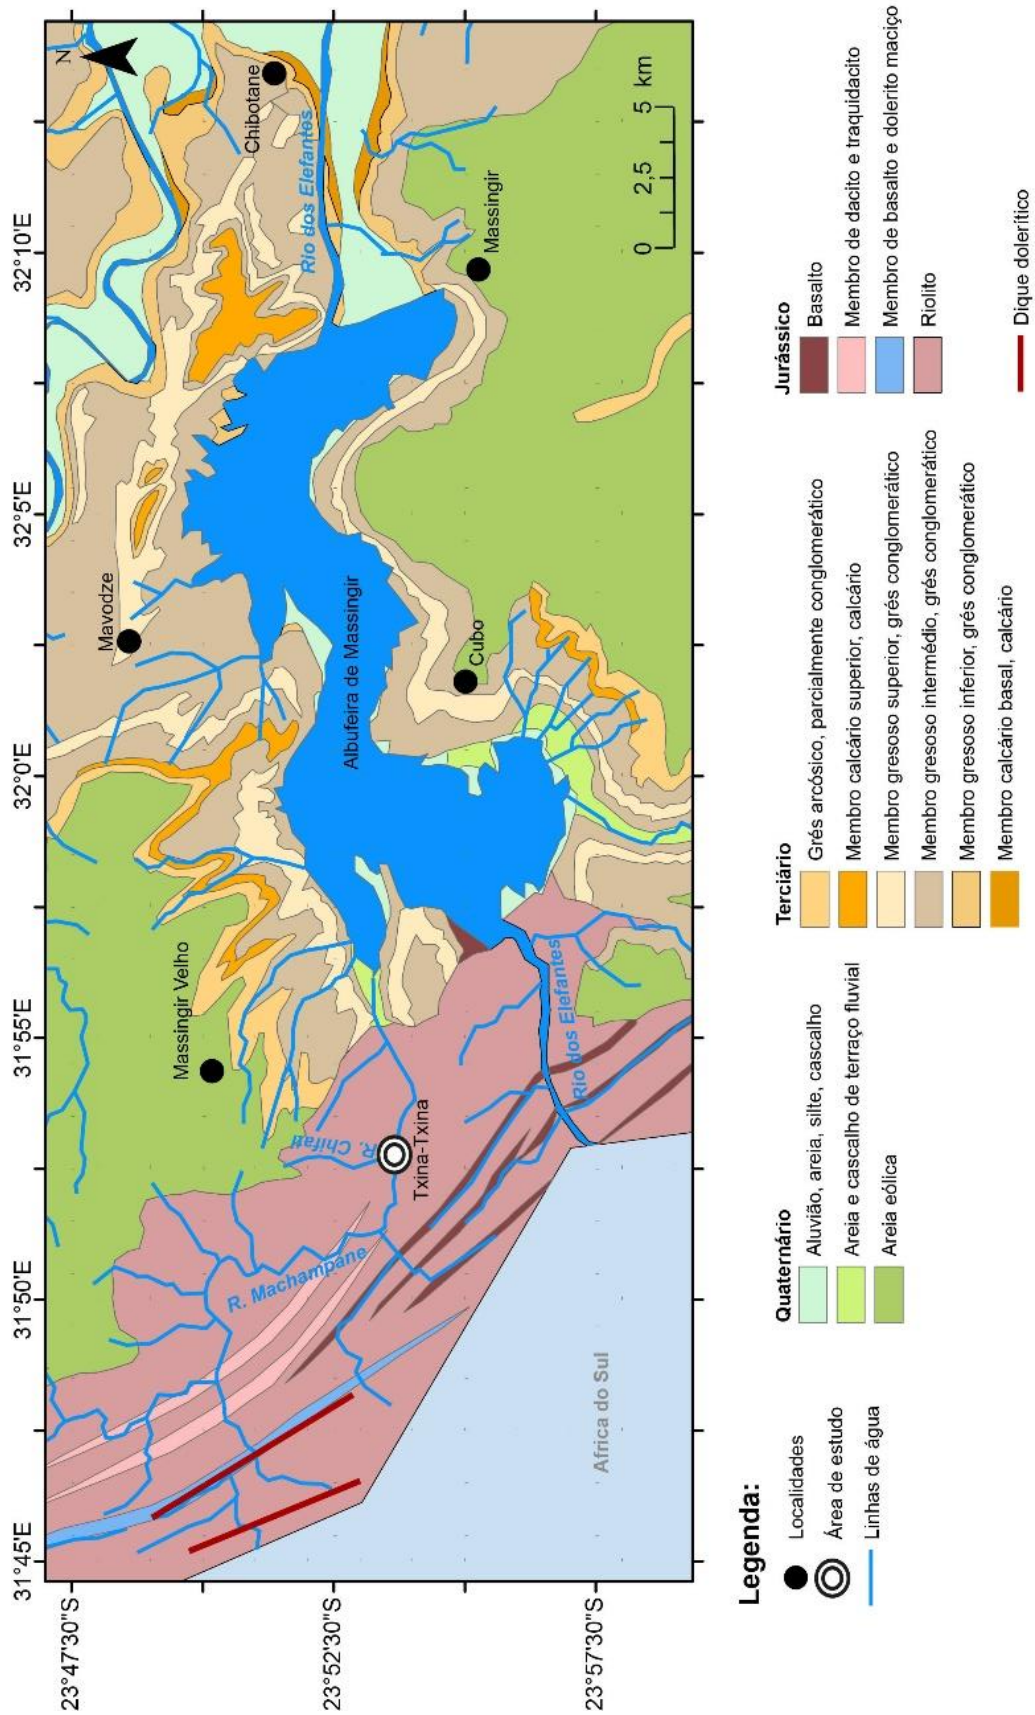 31°45'E
31°50'E
31°55'E
32°0'E
32°5'E
32°10'E
23°47'30"S
23°52'30"S
23°57'30"S
N
Massingir Velho
Mavodze
Chibotane
Rio dos Elefantes
R. Machampane
R. Chifati
Txina-Txina
Albufeira de Massingir
Cubo
Massingir
Rio dos Elefantes
África do Sul
0 2,5 5 km
Legenda:
Localidades
Área de estudo
Linhas de água
Quaternário
Aluvião, areia, silte, cascalho
Areia e cascalho de terraço fluvial
Areia eólica
Terciário
Grés arcósico, parcialmente conglomerático
Membro calcário superior, calcário
Membro gresoso superior, grés conglomerático
Membro gresoso intermédio, grés conglomerático
Membro gresoso inferior, grés conglomerático
Membro calcário basal, calcário
Jurássico
Basalto
Membro de dacito e traquidacito
Membro de basalto e dolerito maciço
Riolito
Dique dolerítico